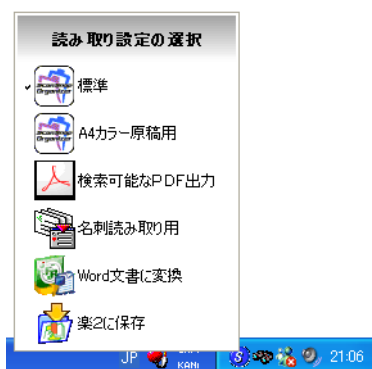 読み取り設定の選択
標準
A4カラー原稿用
検索可能なPDF出力
名刺読み取り用
Word文書に変換
楽2に保存
JP
KANA
21:06